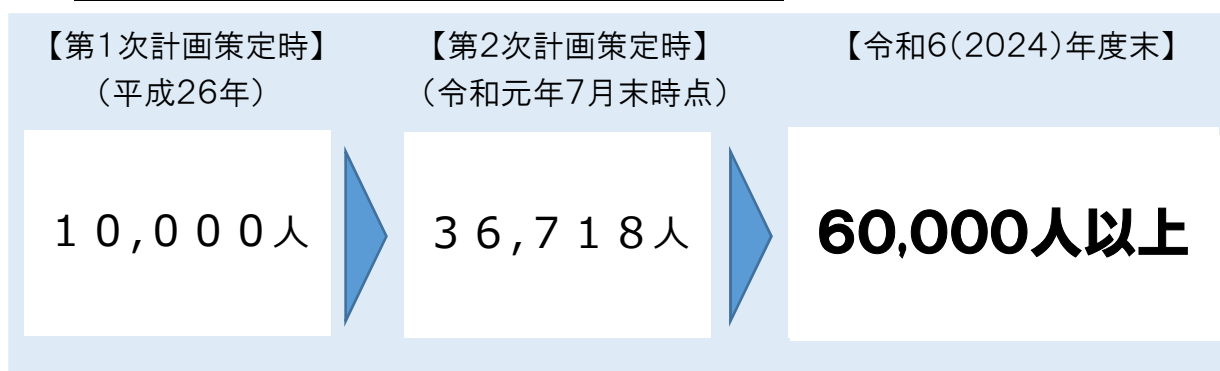 【第1次計画策定時】
（平成26年）
１０,０００人
【第2次計画策定時】
（令和元年7月末時点）
３６,７１８人
【令和6(2024)年度末】
60,000人以上